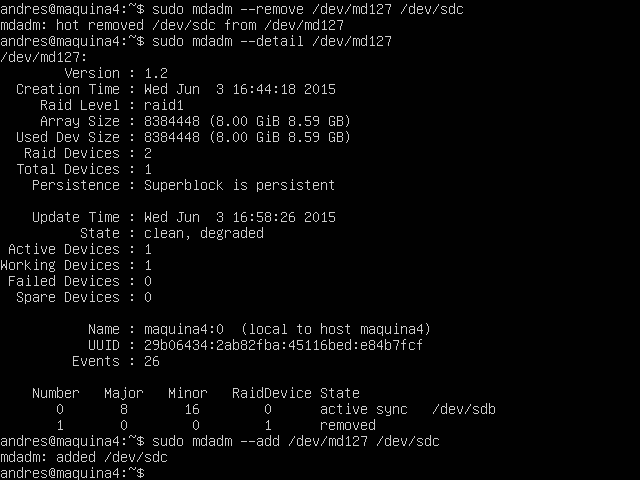 andres@maquina4:~$ sudo mdadm --remove /dev/md127 /dev/sdc
mdadm: hot removed /dev/sdc from /dev/md127
andres@maquina4:~$ sudo mdadm --detail /dev/md127
/dev/md127:
Version : 1.2
Creation Time : Wed Jun  3 16:44:18 2015
Raid Level : raid1
Array Size : 8384448 (8.00 GiB 8.59 GB)
Used Dev Size : 8384448 (8.00 GiB 8.59 GB)
Raid Devices : 2
Total Devices : 1
Persistence : Superblock is persistent
Update Time : Wed Jun  3 16:58:26 2015
State : clean, degraded
Active Devices : 1
Working Devices : 1
Failed Devices : 0
Spare Devices : 0
Name : maquina4:0  (local to host maquina4)
UUID : 29b06434:2ab82fba:45116bed:e84b7fcf
Events : 26
Number   Major   Minor   RaidDevice State
0       8       16        0      active sync   /dev/sdb
1       0        0        1      removed
andres@maquina4:~$ sudo mdadm --add /dev/md127 /dev/sdc
mdadm: added /dev/sdc
andres@maquina4:~$